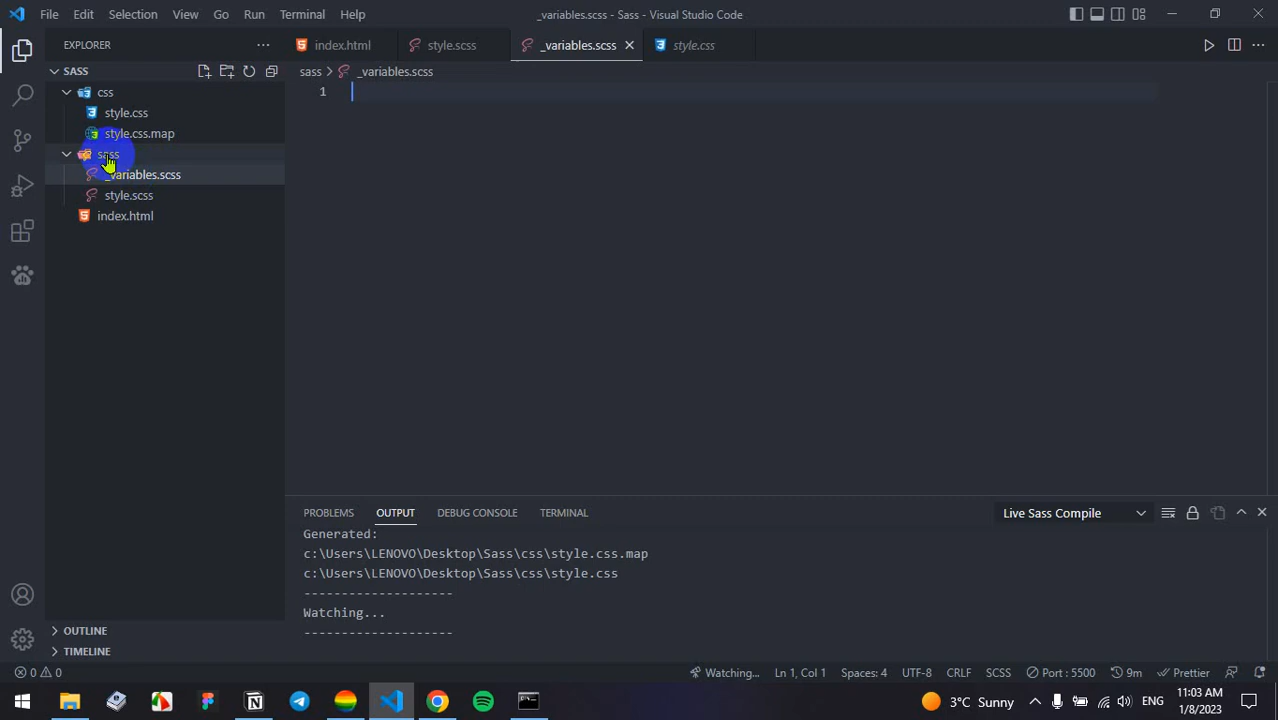 File Edit Selection View Go Run Terminal Help
_variables.scss - Sass - Visual Studio Code
EXPLORER
index.html style.scss _variables.scss style.css
SASS
sass > _variables.scss
css
1
style.css
style.css.map
sass
_variables.scss
style.scss
index.html
PROBLEMS OUTPUT DEBUG CONSOLE TERMINAL
Live Sass Compile
Generated:
c:\Users\LENOVO\Desktop\Sass\css\style.css.map
c:\Users\LENOVO\Desktop\Sass\css\style.css
--------------------
Watching...
--------------------
OUTLINE
TIMELINE
0 0 Watching... Ln 1, Col 1 Spaces: 4 UTF-8 CRLF SCSS Port : 5500 9m Prettier
3°C Sunny ENG
11:03 AM
1/8/2023